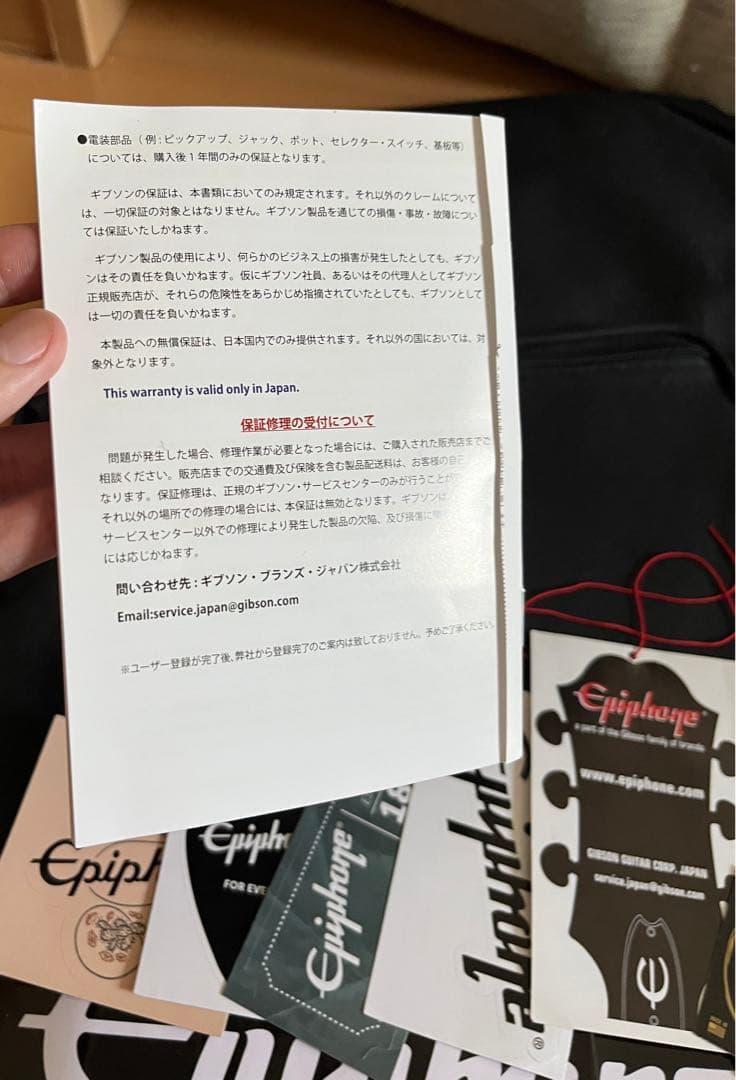 ●電装部品（例:ピックアップ、ジャック、ポット、セレクター・スイッチ、基板等）
については、購入後1年間のみの保証となります。
ギブソンの保証は、本書類においてのみ規定されます。それ以外のクレームについて
は、一切保証の対象とはなりません。ギブソン製品を通じての損傷・事故・故障につい
ては保証いたしかねます。
ギブソン製品の使用により、何らかのビジネス上の損害が発生したとしても、ギブソ
ンはその責任を負いかねます。仮にギブソン社員、あるいはその代理人としてギブソン
正規販売店が、それらの危険性をあらかじめ指摘されていたとしても、ギブソンとして
は一切の責任を負いかねます。
本製品への無償保証は、日本国内でのみ提供されます。それ以外の国においては、対
象外となります。
This warranty is valid only in Japan.
保証修理の受付について
問題が発生した場合、修理作業が必要となった場合には、ご購入された販売店までご
相談ください。販売店までの交通費及び保険を含む製品配送料は、お客様の自己
なります。保証修理は、正規のギブソン・サービスセンターのみが行うことが
それ以外の場所での修理の場合には、本保証は無効となります。ギブソンは、
サービスセンター以外での修理により発生した製品の欠陥、及び損傷に
には応じかねます。
問い合わせ先：ギブソン・ブランズ・ジャパン株式会社
Email:service.japan@gibson.com
※ユーザー登録が完了後、弊社から登録完了のご案内は致しておりません。予めご了承ください。
Epiphone
a part of the Gibson family of brands
www.epiphone.com
GIBSON GUITAR CORP. JAPAN
service.japan@gibson.com
Epiph
Epipho
FOR EVE
Epiphone
18
Epiphone